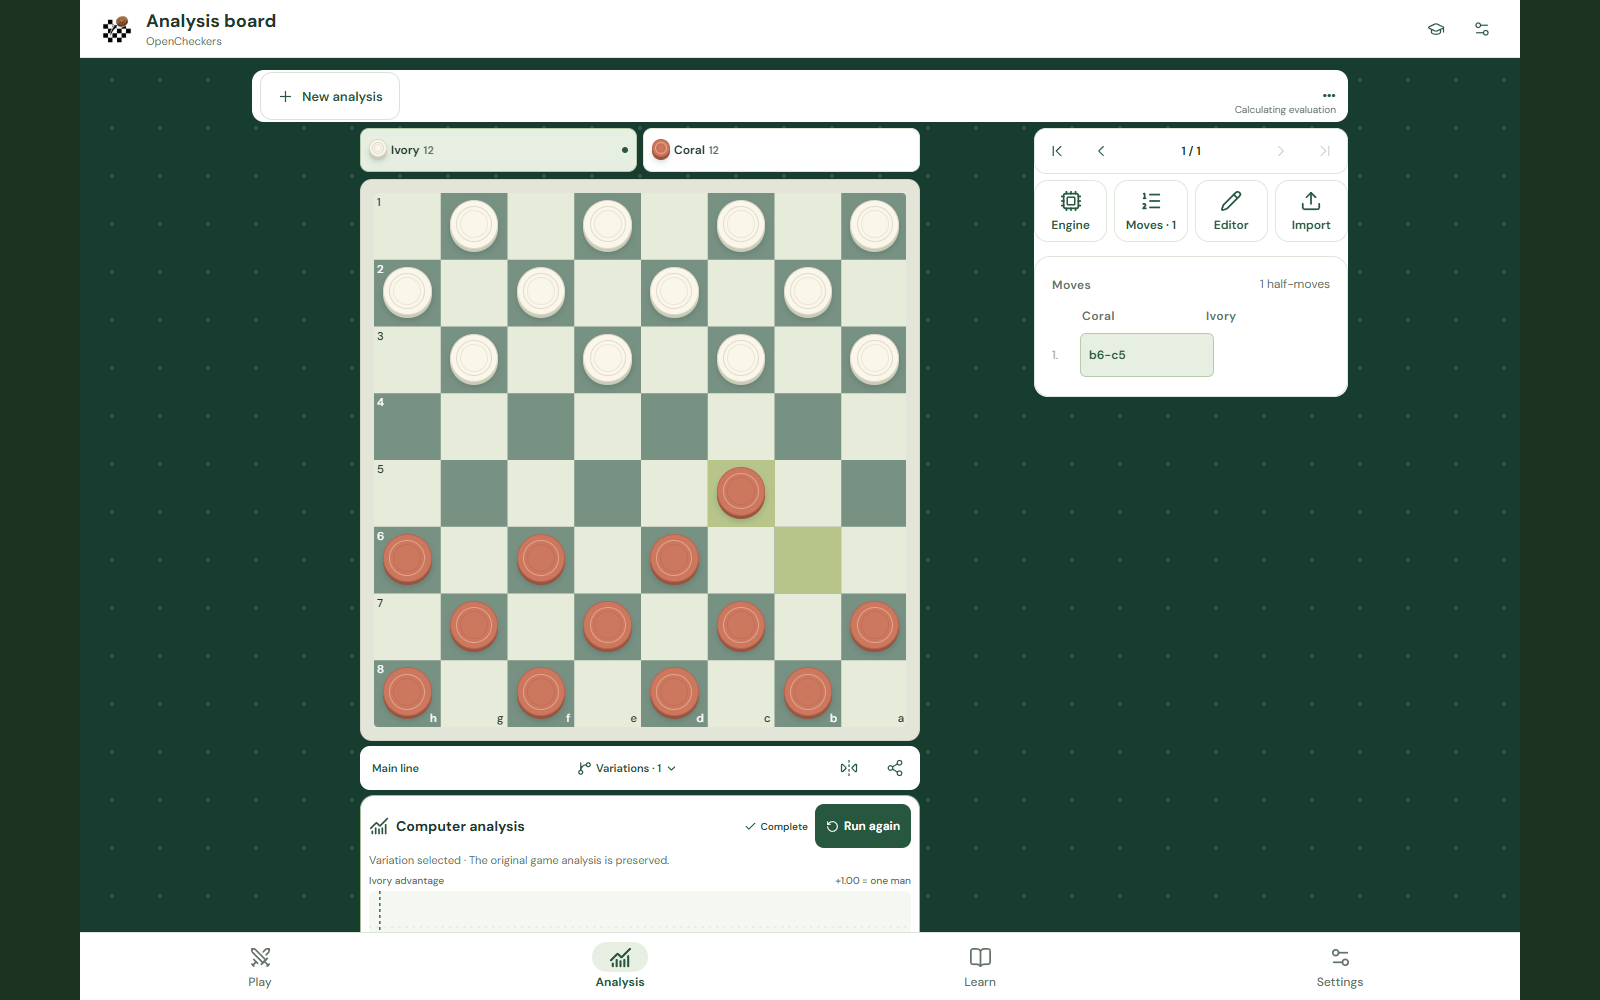 Analysis board
OpenCheckers
New analysis
•••
Calculating evaluation
Ivory 12
Coral 12
1
2
3
4
5
6
7
8
h g f e d c b a
1 / 1
Engine
Moves · 1
Editor
Import
Moves
1 half-moves
Coral Ivory
1. b6-c5
Main line
Variations · 1
Computer analysis
Complete
Run again
Variation selected · The original game analysis is preserved.
Ivory advantage
+1.00 = one man
Play
Analysis
Learn
Settings